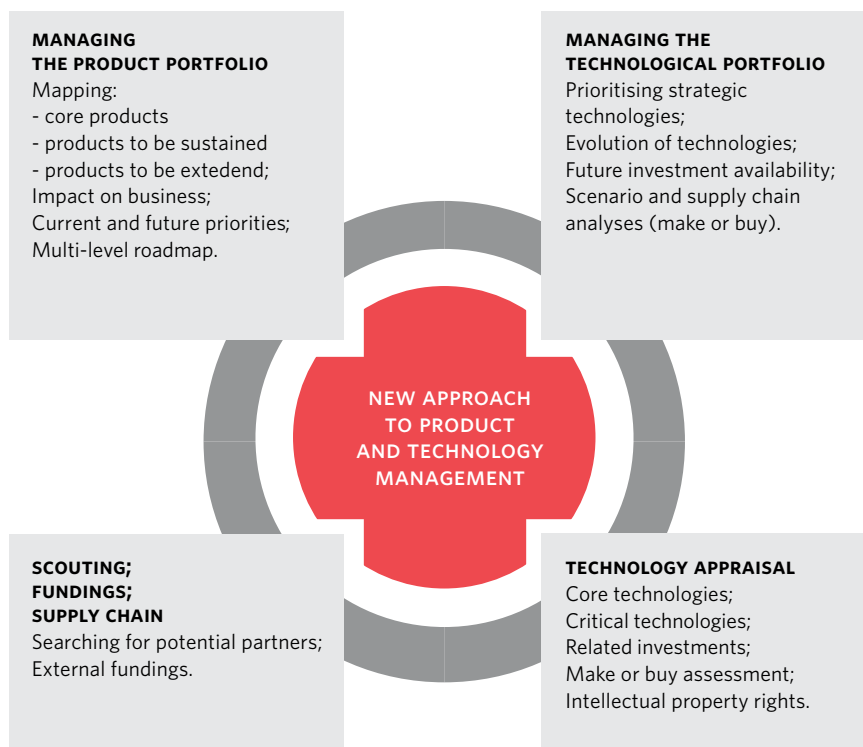 MANAGING
THE PRODUCT PORTFOLIO
Mapping:
- core products
- products to be sustained
- products to be extedend;
Impact on business;
Current and future priorities;
Multi-level roadmap.
MANAGING THE
TECHNOLOGICAL PORTFOLIO
Prioritising strategic
technologies;
Evolution of technologies;
Future investment availability;
Scenario and supply chain
analyses (make or buy).
NEW APPROACH
TO PRODUCT
AND TECHNOLOGY
MANAGEMENT
SCOUTING;
FUNDINGS;
SUPPLY CHAIN
Searching for potential partners;
External fundings.
TECHNOLOGY APPRAISAL
Core technologies;
Critical technologies;
Related investments;
Make or buy assessment;
Intellectual property rights.